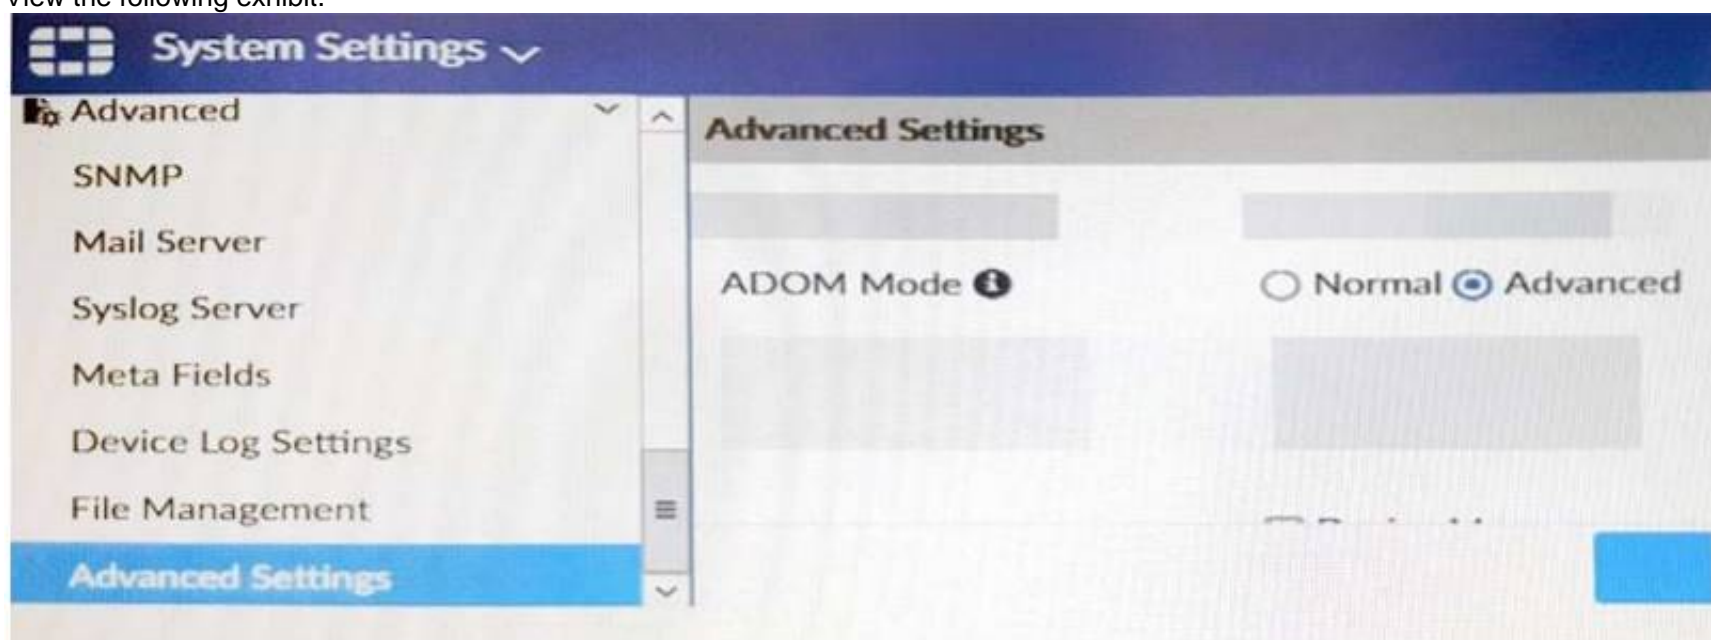 View the following exhibit:
System Settings
Advanced
SNMP
Mail Server
Syslog Server
Meta Fields
Device Log Settings
File Management
Advanced Settings
Advanced Settings
ADOM Mode
Normal Advanced